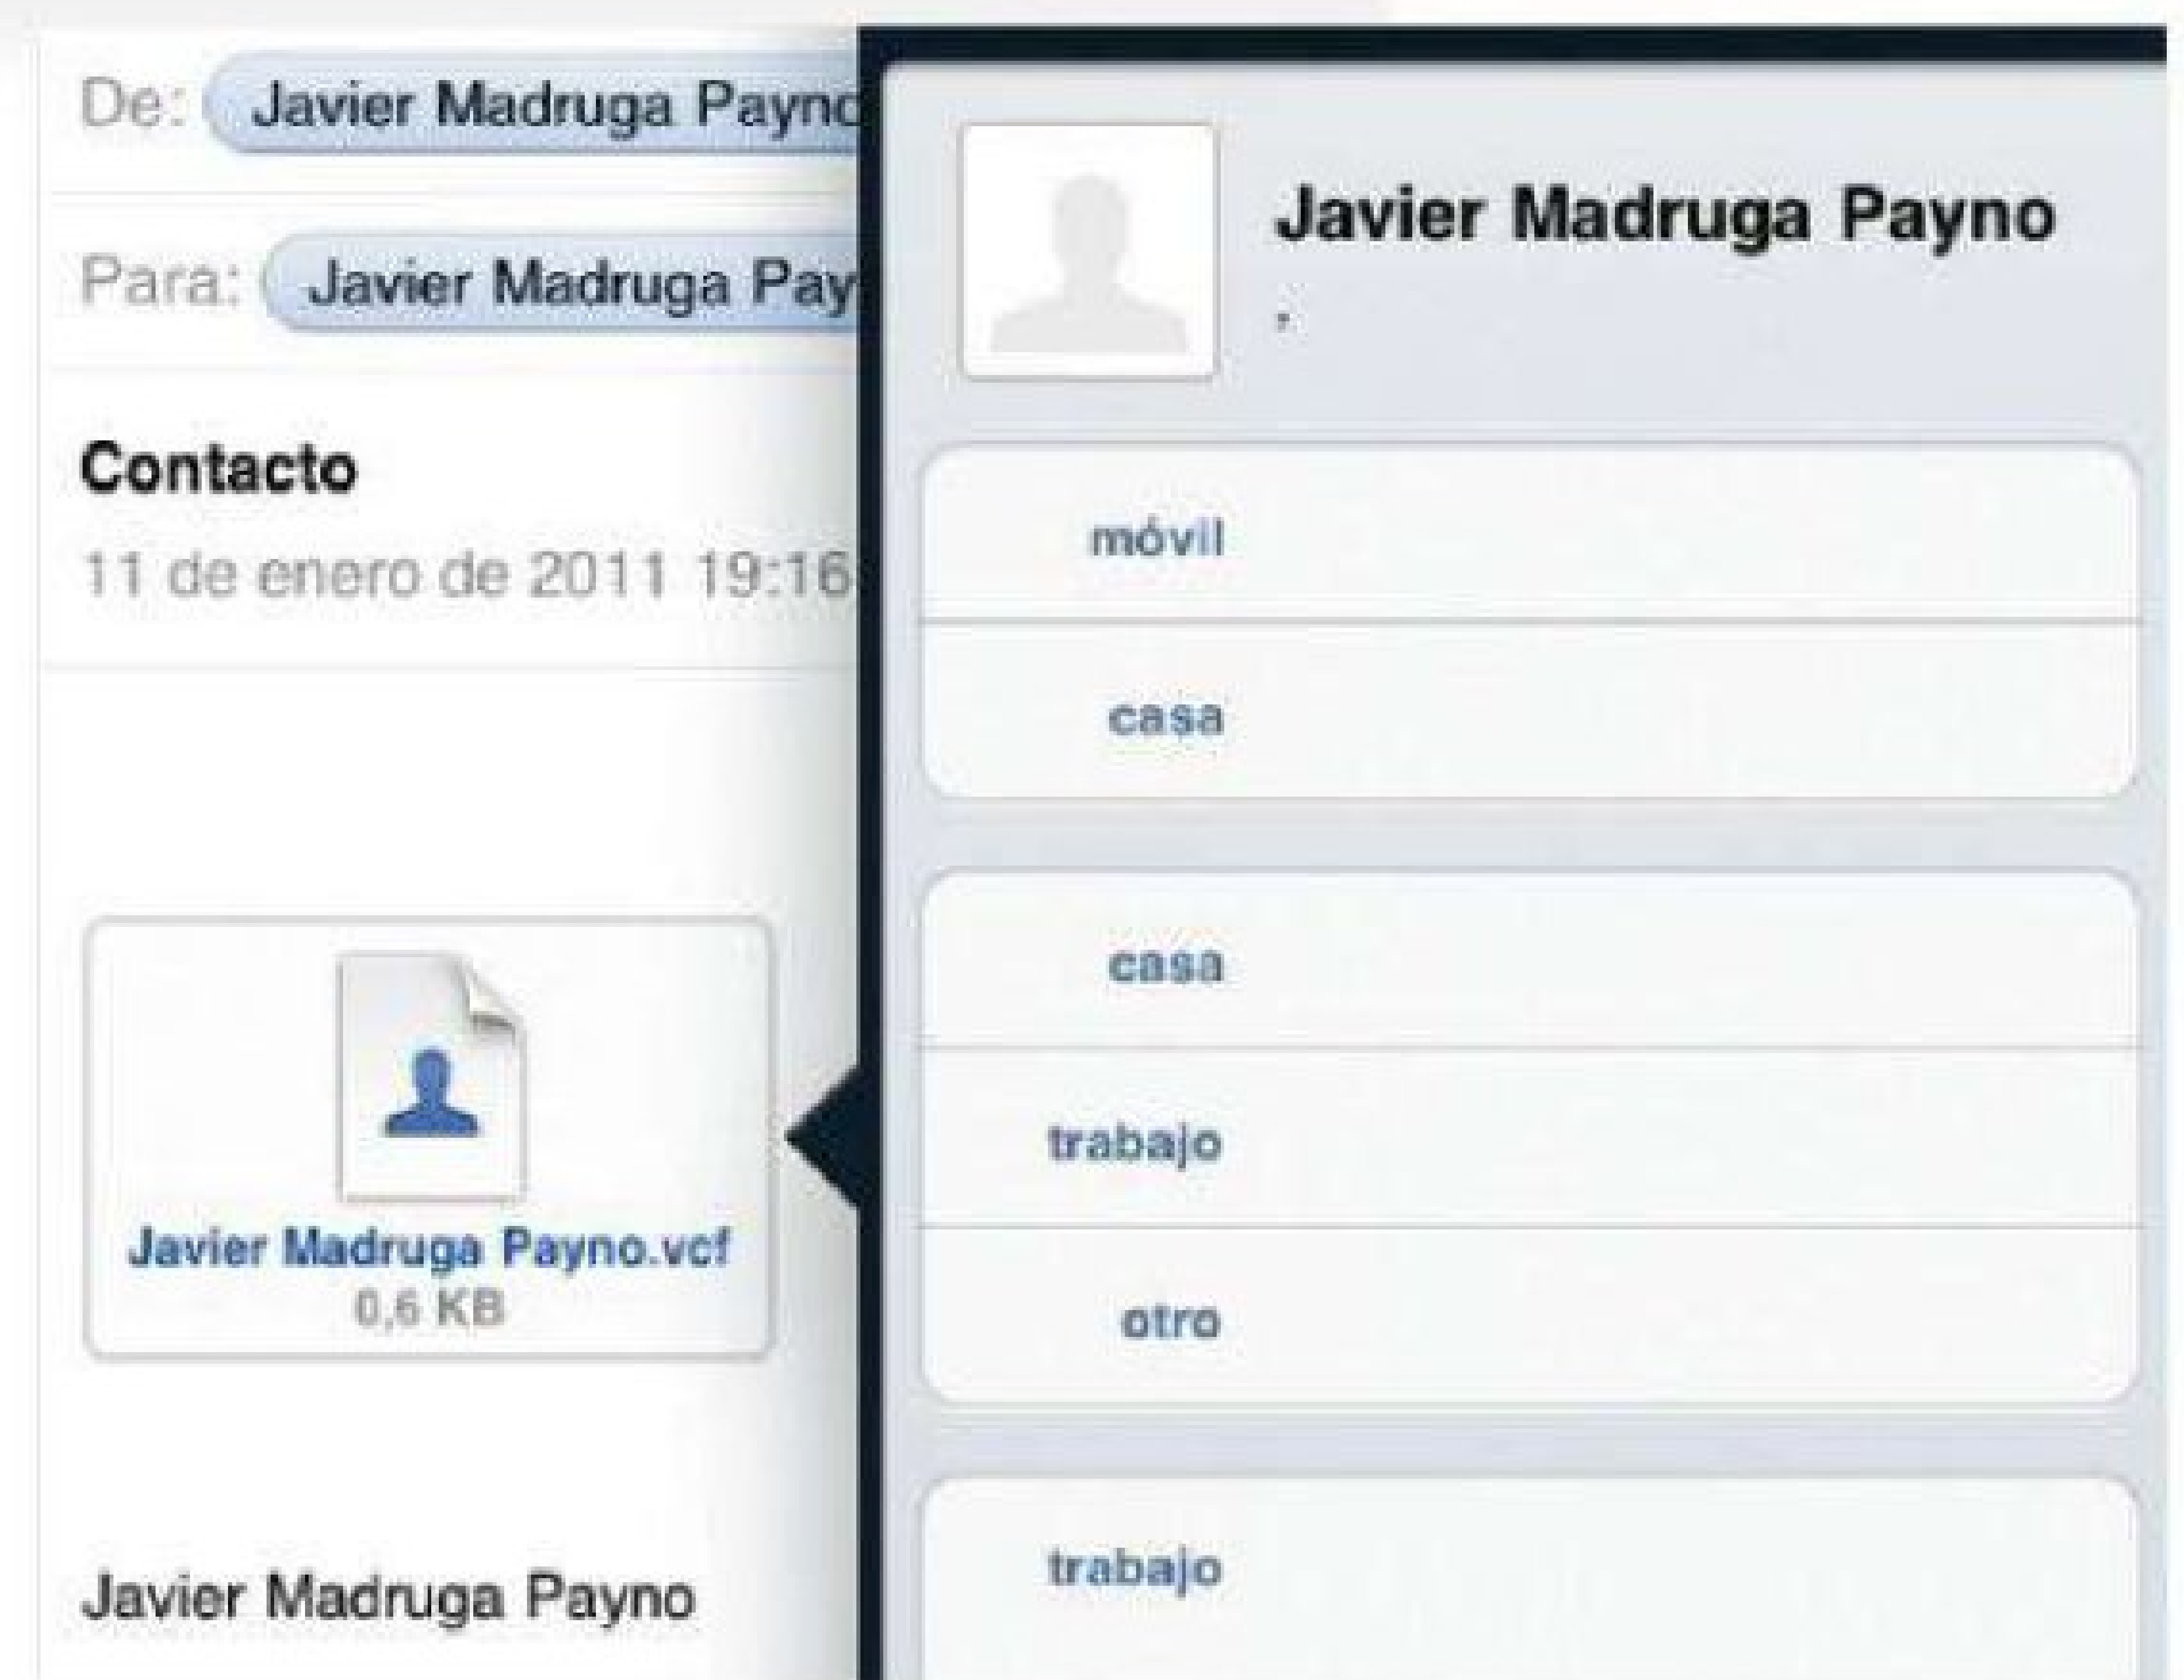 De: Javier Madruga Payno
Para: Javier Madruga Pay
Contacto
11 de enero de 2011 19:16
Javier Madruga Payno.vcf
0,6 KB
Javier Madruga Payno
Javier Madruga Payno
,
móvil
casa
casa
trabajo
otro
trabajo